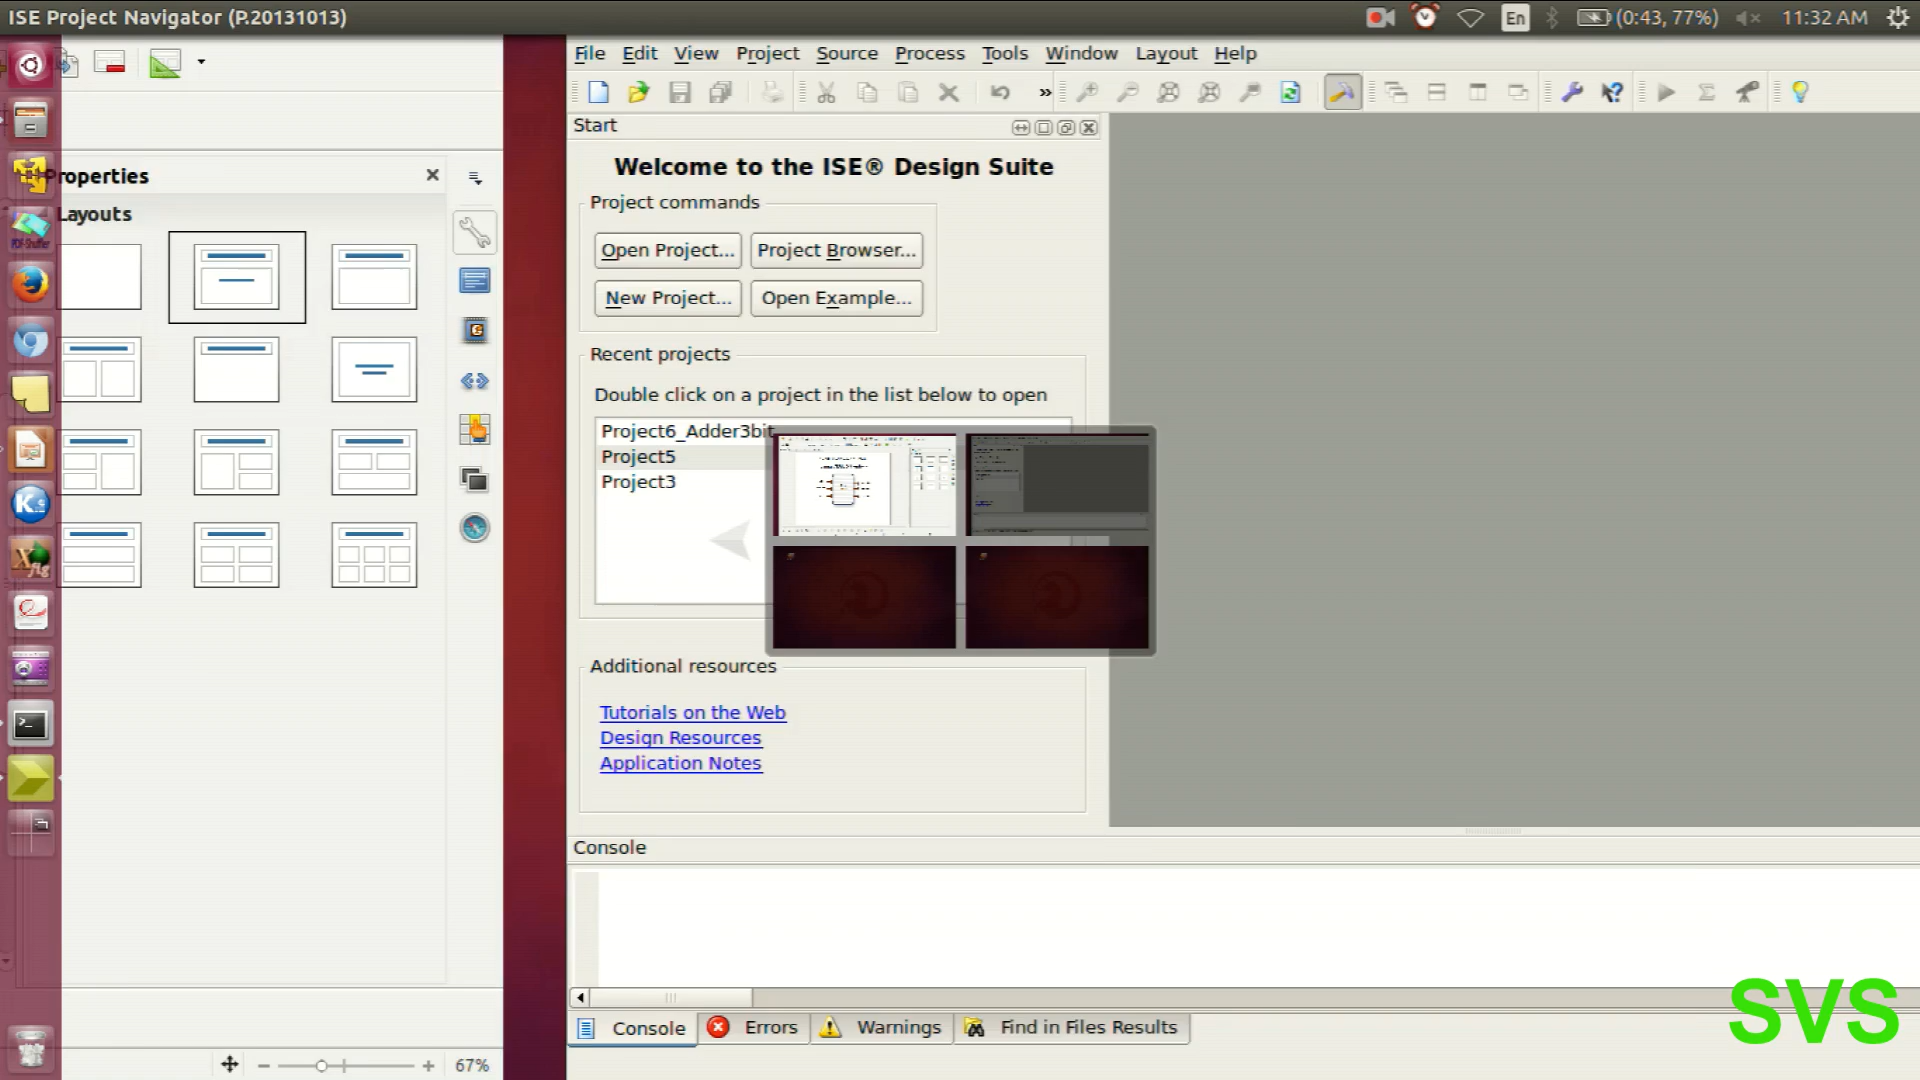 ISE Project Navigator (P.20131013)
En
(0:43, 77%)
11:32 AM
File Edit View Project Source Process Tools Window Layout Help
»
Start
Properties
Layouts
Welcome to the ISE® Design Suite
Project commands
Open Project...
Project Browser...
New Project...
Open Example...
Recent projects
Double click on a project in the list below to open
Project6_Adder3bit
Project5
Project3
Additional resources
Tutorials on the Web
Design Resources
Application Notes
Console
Console
Errors
Warnings
Find in Files Results
67%
SVS